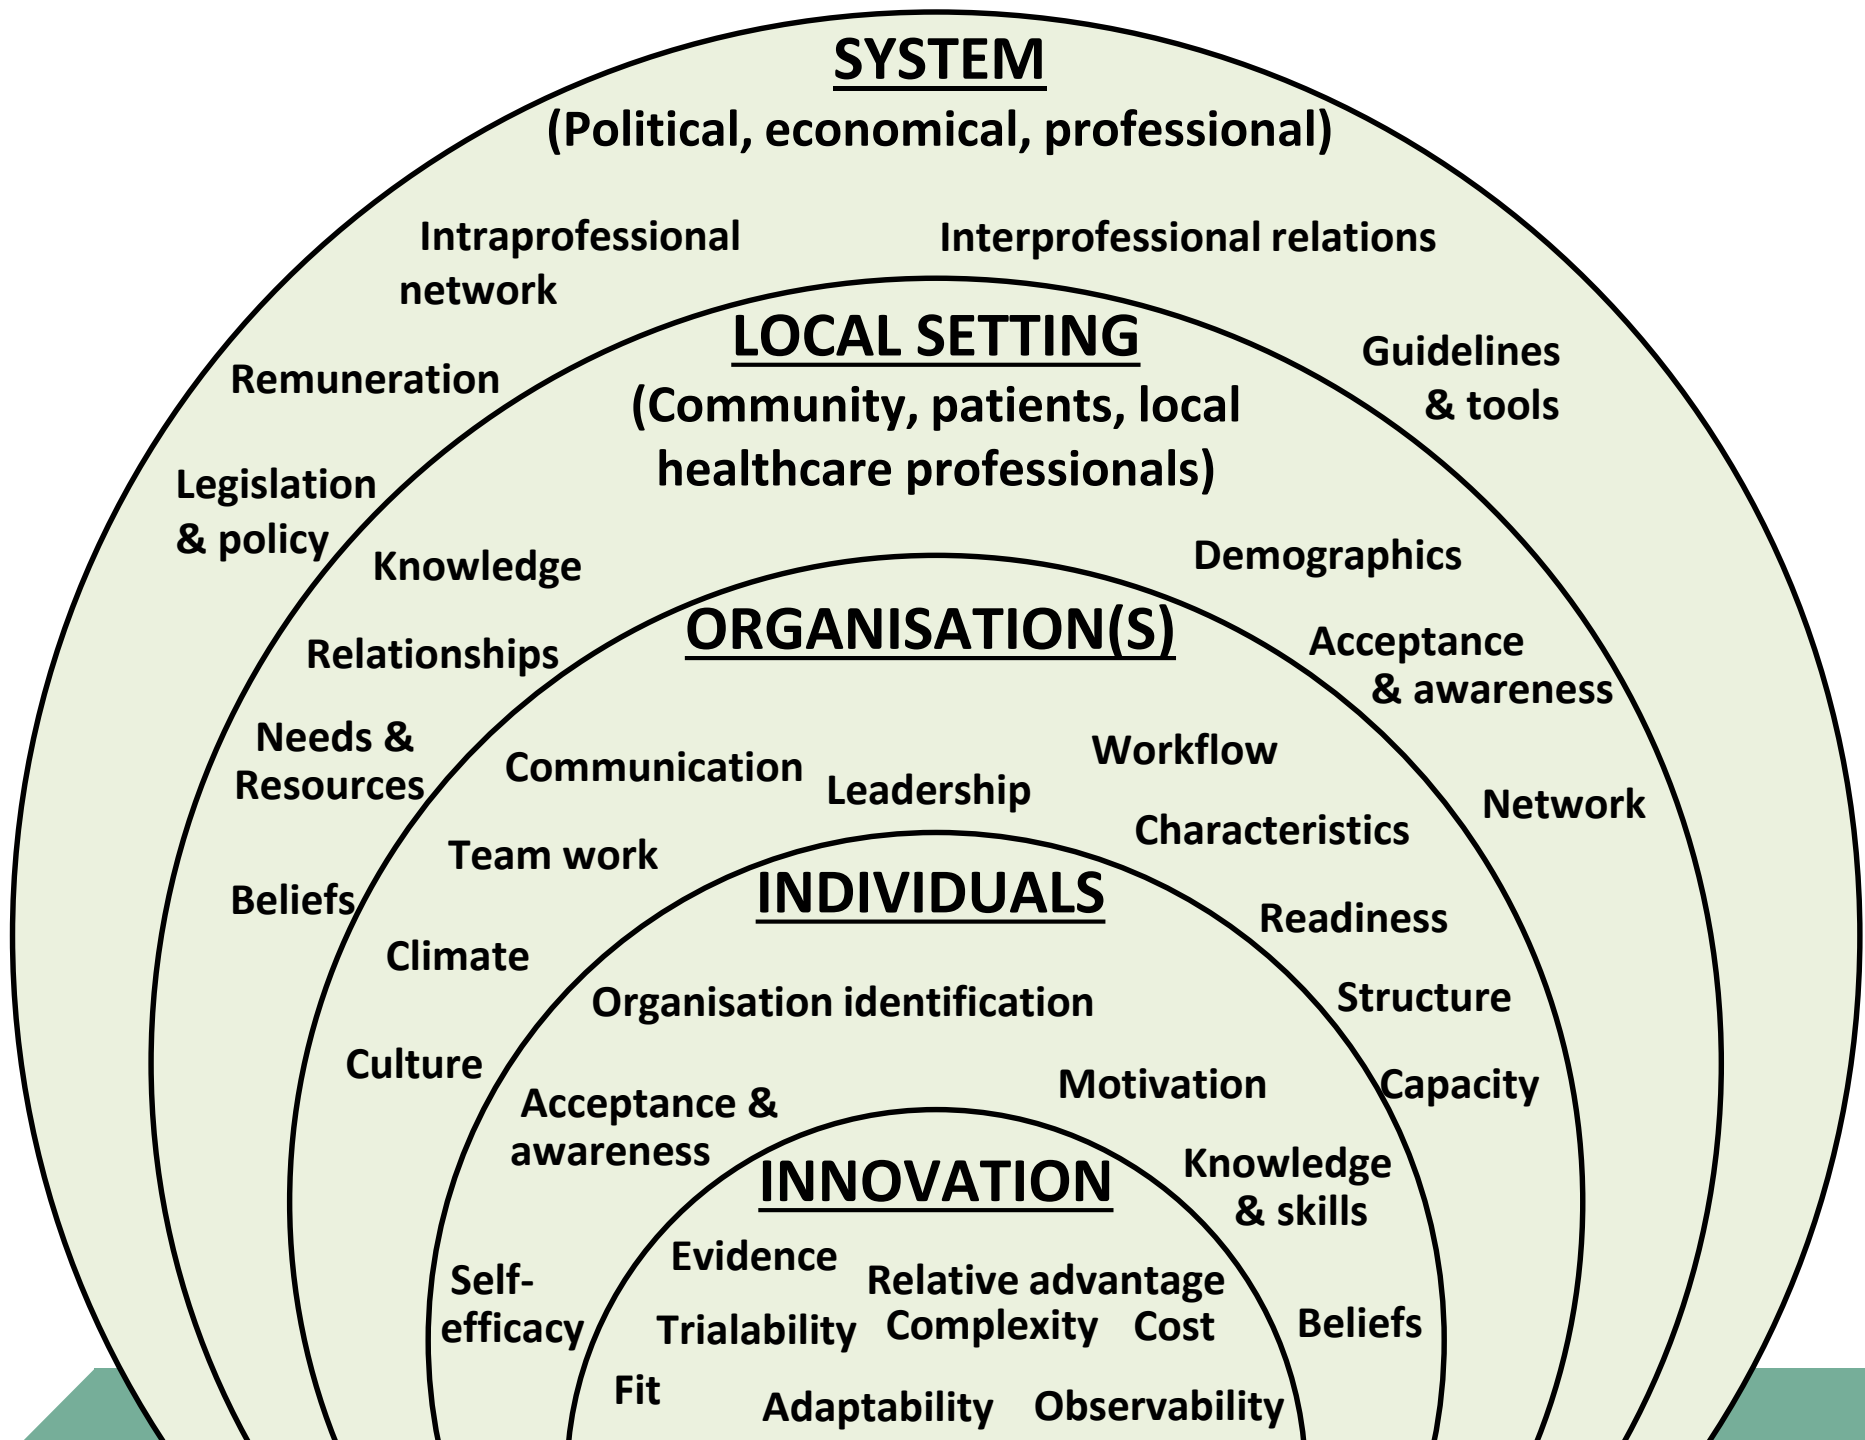 SYSTEM
(Political, economical, professional)
Intraprofessional
network
Interprofessional relations
Remuneration
Guidelines
& tools
Legislation
& policy
LOCAL SETTING
(Community, patients, local
healthcare professionals)
Knowledge
Demographics
Relationships
Acceptance
& awareness
Needs &
Resources
Network
Beliefs
ORGANISATION(S)
Communication
Leadership
Workflow
Characteristics
Team work
Readiness
Climate
Structure
Culture
Capacity
INDIVIDUALS
Organisation identification
Motivation
Acceptance &
awareness
Knowledge
& skills
Self-
efficacy
Beliefs
INNOVATION
Evidence
Relative advantage
Trialability
Complexity
Cost
Fit
Adaptability
Observability